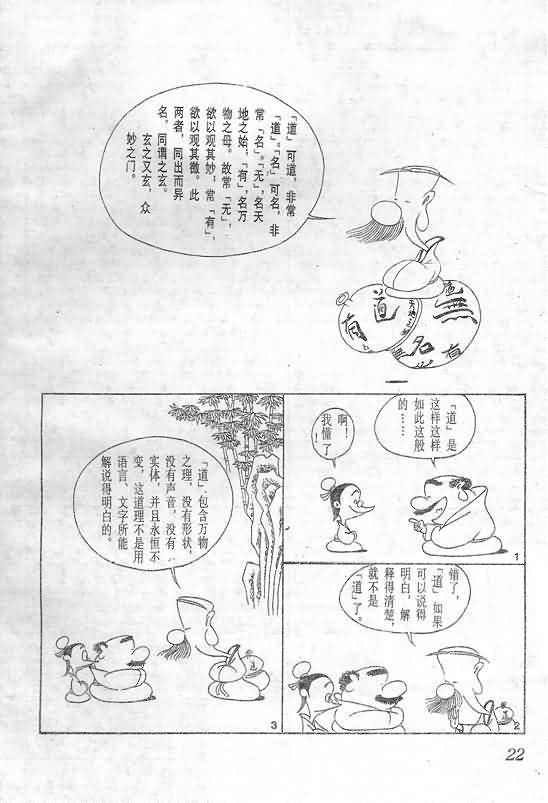 「道」可道，非常
「道」。「名」可名，非
常「名」。「无」，名天
地之始；「有」，名万
物之母。故常「无」，
欲以观其妙；常「有」，
欲以观其徼。此
两者，同出而异
名，同谓之玄。
玄之又玄，众
妙之门。
有
道
無
名
一
「道」是
这样这样
如此这般
的……
啊！
我懂了！
1
错了，
「道」如果
可以说得
明白，解
释得清楚，
就不是
「道」了。
2
「道」，包含万物
之理，没有形状，
没有声音，没有
实体，并且永恒不
变，这道理不是用
语言、文字所能
解说得明白的。
3
22